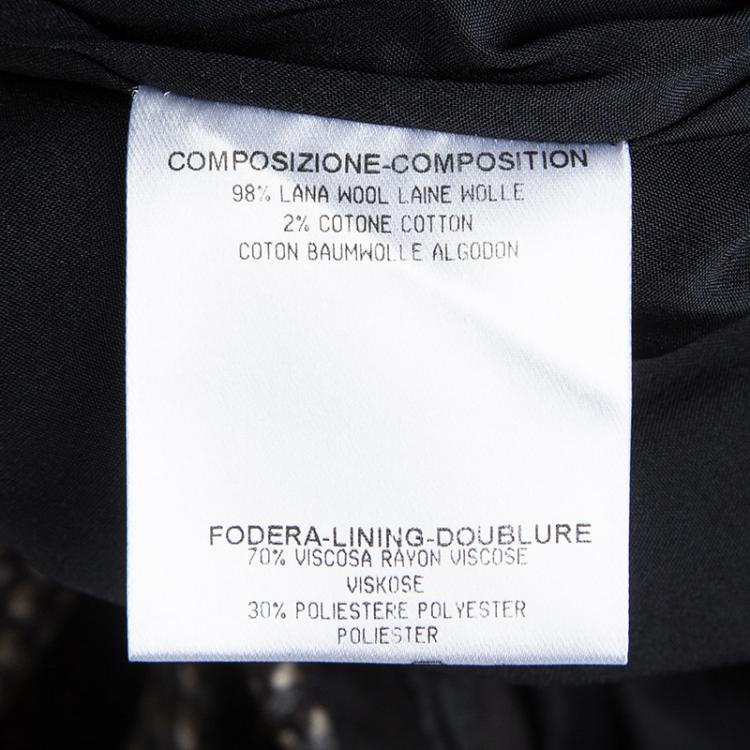 COMPOSIZIONE-COMPOSITION
98% LANA WOOL LAINE WOLLE
2% COTONE COTTON
COTON BAUMWOLLE ALGODON
FODERA-LINING-DOUBLURE
70% VISCOSA RAYON VISCOSE
VISKOSE
30% POLIESTERE POLYESTER
POLIESTER